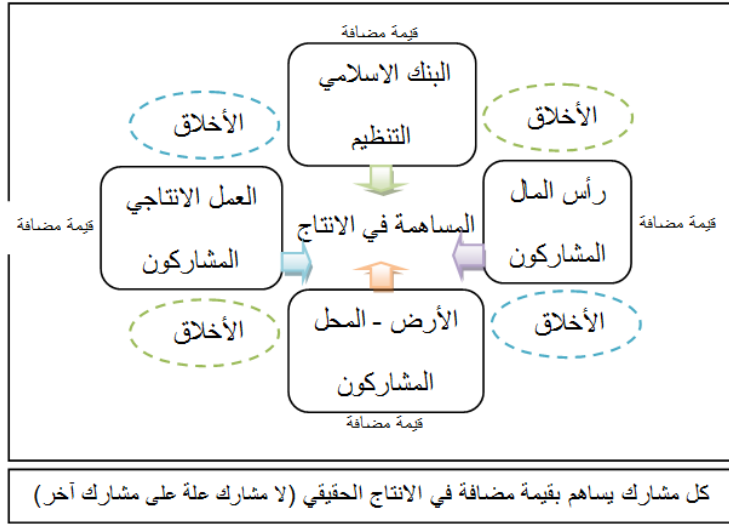 قيمة مضافة
البنك الاسلامي
التنظيم
الأخلاق
الأخلاق
رأس المال
المشاركون
قيمة مضافة
المساهمة في الانتاج
العمل الانتاجي
المشاركون
قيمة مضافة
الأخلاق
الأخلاق
الأرض - المحل
المشاركون
قيمة مضافة
كل مشارك يساهم بقيمة مضافة في الانتاج الحقيقي (لا مشارك علة على مشارك آخر)